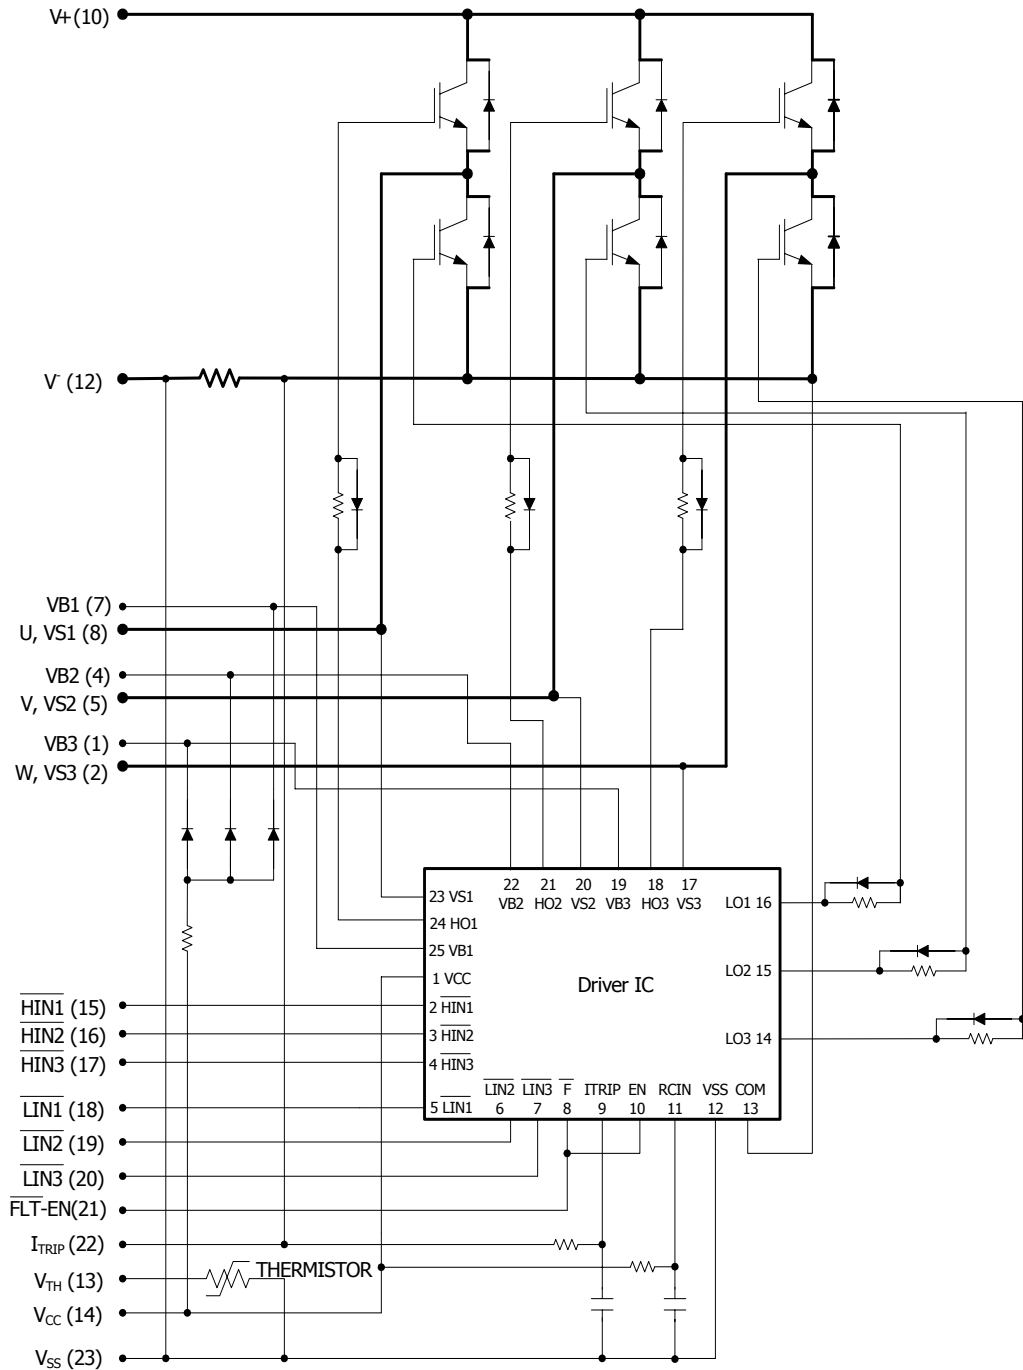 V+ (10)
V- (12)
VB1 (7)
U, VS1 (8)
VB2 (4)
V, VS2 (5)
VB3 (1)
W, VS3 (2)
22 21 20 19 18 17
VB2 HO2 VS2 VB3 HO3 VS3
23 VS1
24 HO1
25 VB1
1 VCC
2 HIN1
3 HIN2
4 HIN3
5 LIN1
LO1 16
LO2 15
LO3 14
Driver IC
LIN2 LIN3 F ITRIP EN RCIN VSS COM
6 7 8 9 10 11 12 13
HIN1 (15)
HIN2 (16)
HIN3 (17)
LIN1 (18)
LIN2 (19)
LIN3 (20)
FLT-EN(21)
ITRIP (22)
VTH (13)
THERMISTOR
VCC (14)
VSS (23)